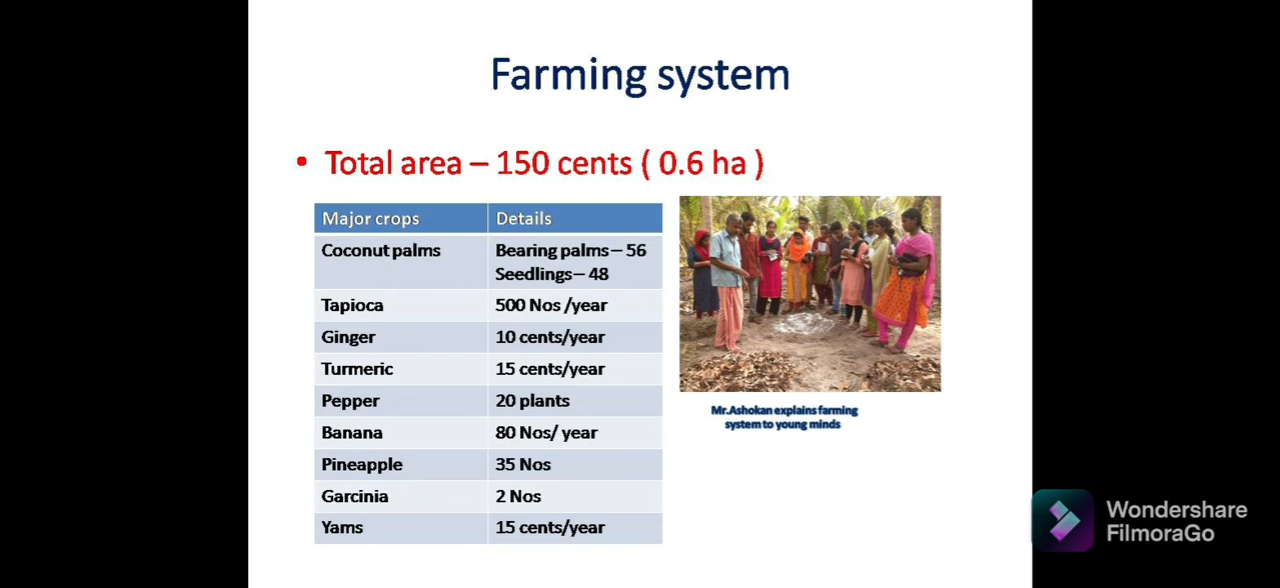 Farming system
• Total area – 150 cents ( 0.6 ha )
Major crops Details
Coconut palms Bearing palms – 56
Seedlings – 48
Tapioca 500 Nos /year
Ginger 10 cents/year
Turmeric 15 cents/year
Pepper 20 plants
Banana 80 Nos/ year
Pineapple 35 Nos
Garcinia 2 Nos
Yams 15 cents/year
Mr.Ashokan explains farming
system to young minds
Wondershare
FilmoraGo